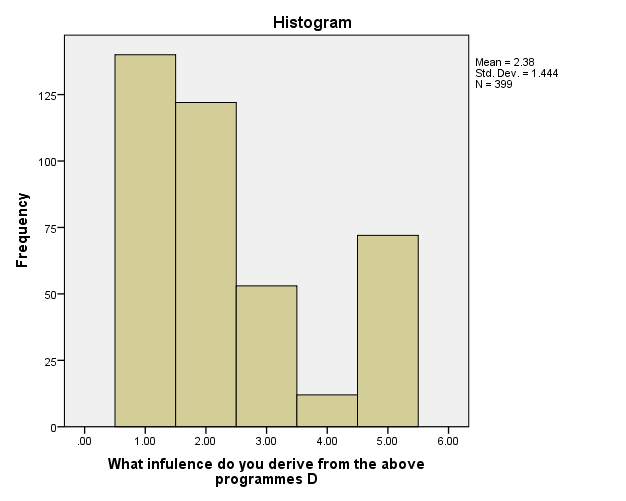 Histogram
Mean = 2.38
Std. Dev. = 1.444
N = 399
125
100
75
50
25
0
Frequency
.00 1.00 2.00 3.00 4.00 5.00 6.00
What infulence do you derive from the above
programmes D